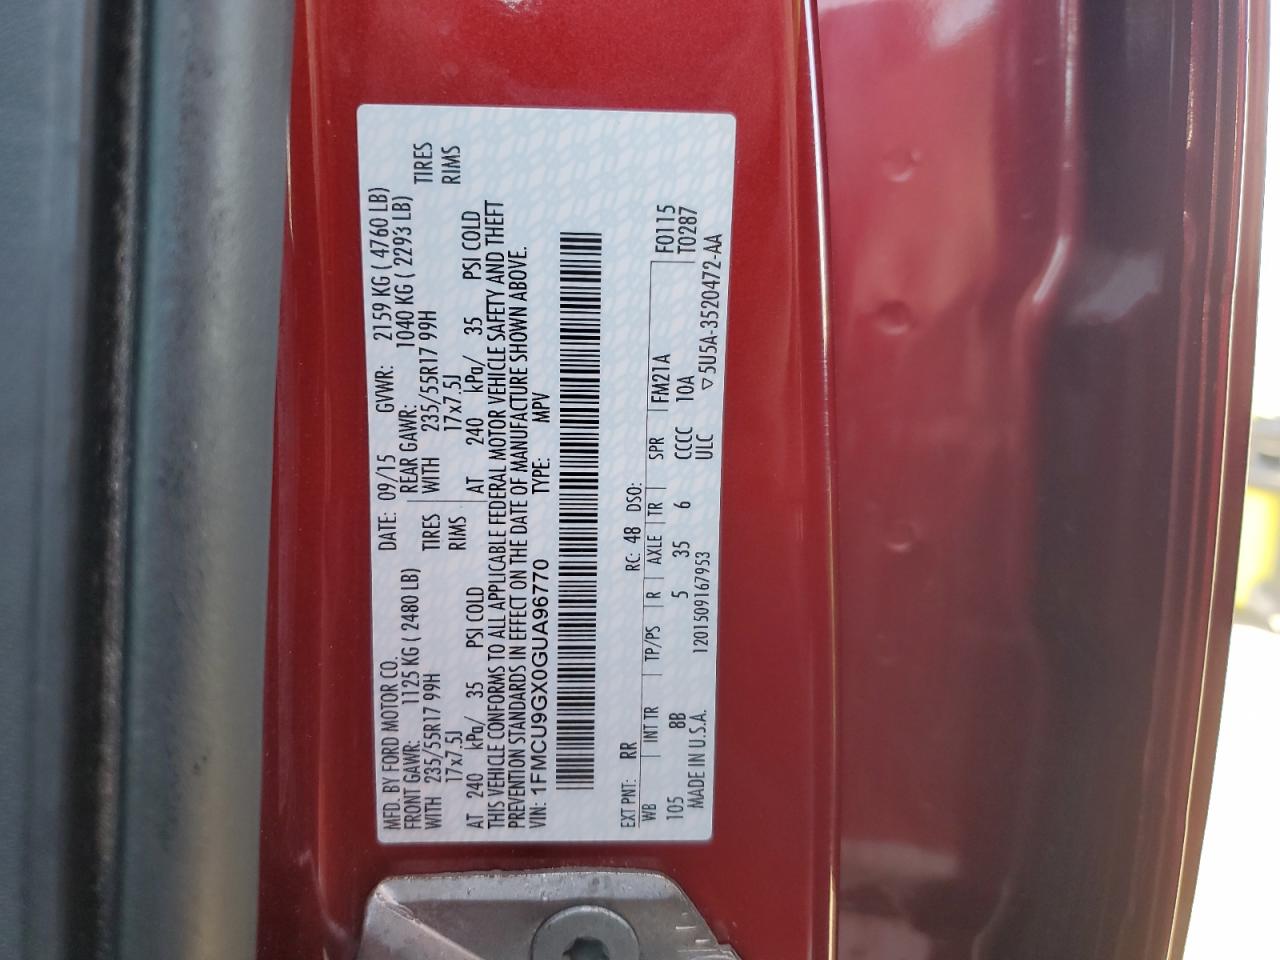 MFD. BY FORD MOTOR CO. DATE: 09/15 GVWR: 2159 KG ( 4760 LB)
FRONT GAWR: 1125 KG ( 2480 LB) REAR GAWR: 1040 KG ( 2293 LB)
WITH 235/55R17 99H TIRES WITH 235/55R17 99H TIRES
17x7.5J RIMS 17x7.5J RIMS
AT 240 kPa/ 35 PSI COLD AT 240 kPa/ 35 PSI COLD
THIS VEHICLE CONFORMS TO ALL APPLICABLE FEDERAL MOTOR VEHICLE SAFETY AND THEFT
PREVENTION STANDARDS IN EFFECT ON THE DATE OF MANUFACTURE SHOWN ABOVE.
VIN: 1FMCU9GX0GUA96770 TYPE: MPV
EXT PNT: RR RC: 48 DSO: F0115
WB INT TR TP/PS R AXLE TR SPR FM21A T0287
105 8B 5 35 6 CCCC 10A
MADE IN U.S.A. 1201509167953 ULC ▽5U5A-3520472-AA